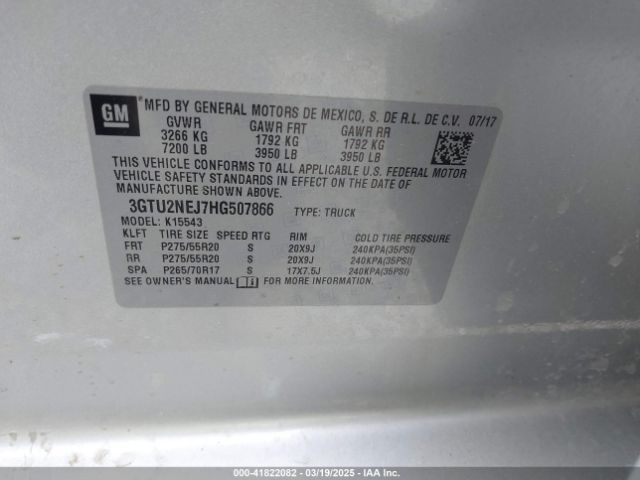 GM MFD BY GENERAL MOTORS DE MEXICO, S. DE R.L. DE C.V. 07/17
GVWR GAWR FRT GAWR RR
3266 KG 1792 KG 1792 KG
7200 LB 3950 LB 3950 LB
THIS VEHICLE CONFORMS TO ALL APPLICABLE U.S. FEDERAL MOTOR
VEHICLE SAFETY STANDARDS IN EFFECT ON THE DATE OF
MANUFACTURE SHOWN ABOVE.
3GTU2NEJ7HG507866 TYPE: TRUCK
MODEL: K15543
KLFT TIRE SIZE SPEED RTG RIM COLD TIRE PRESSURE
FRT P275/55R20 S 20X9J 240KPA(35PSI)
RR P275/55R20 S 20X9J 240KPA(35PSI)
SPA P265/70R17 S 17X7.5J 240KPA(35PSI)
SEE OWNER'S MANUAL FOR MORE INFORMATION.
000-41822082 - 03/19/2025 - IAA Inc.